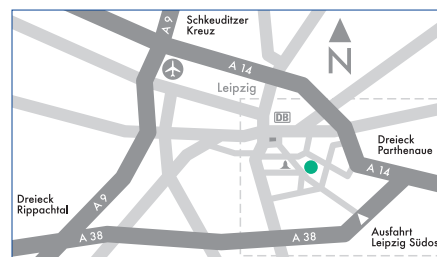 Schkeuditzer
Kreuz
A 9
A 14
N
Leipzig
DB
Dreieck
Parthenaue
A 14
Dreieck
Rippachtal
A 9
A 38
A 38
Ausfahrt
Leipzig Südos